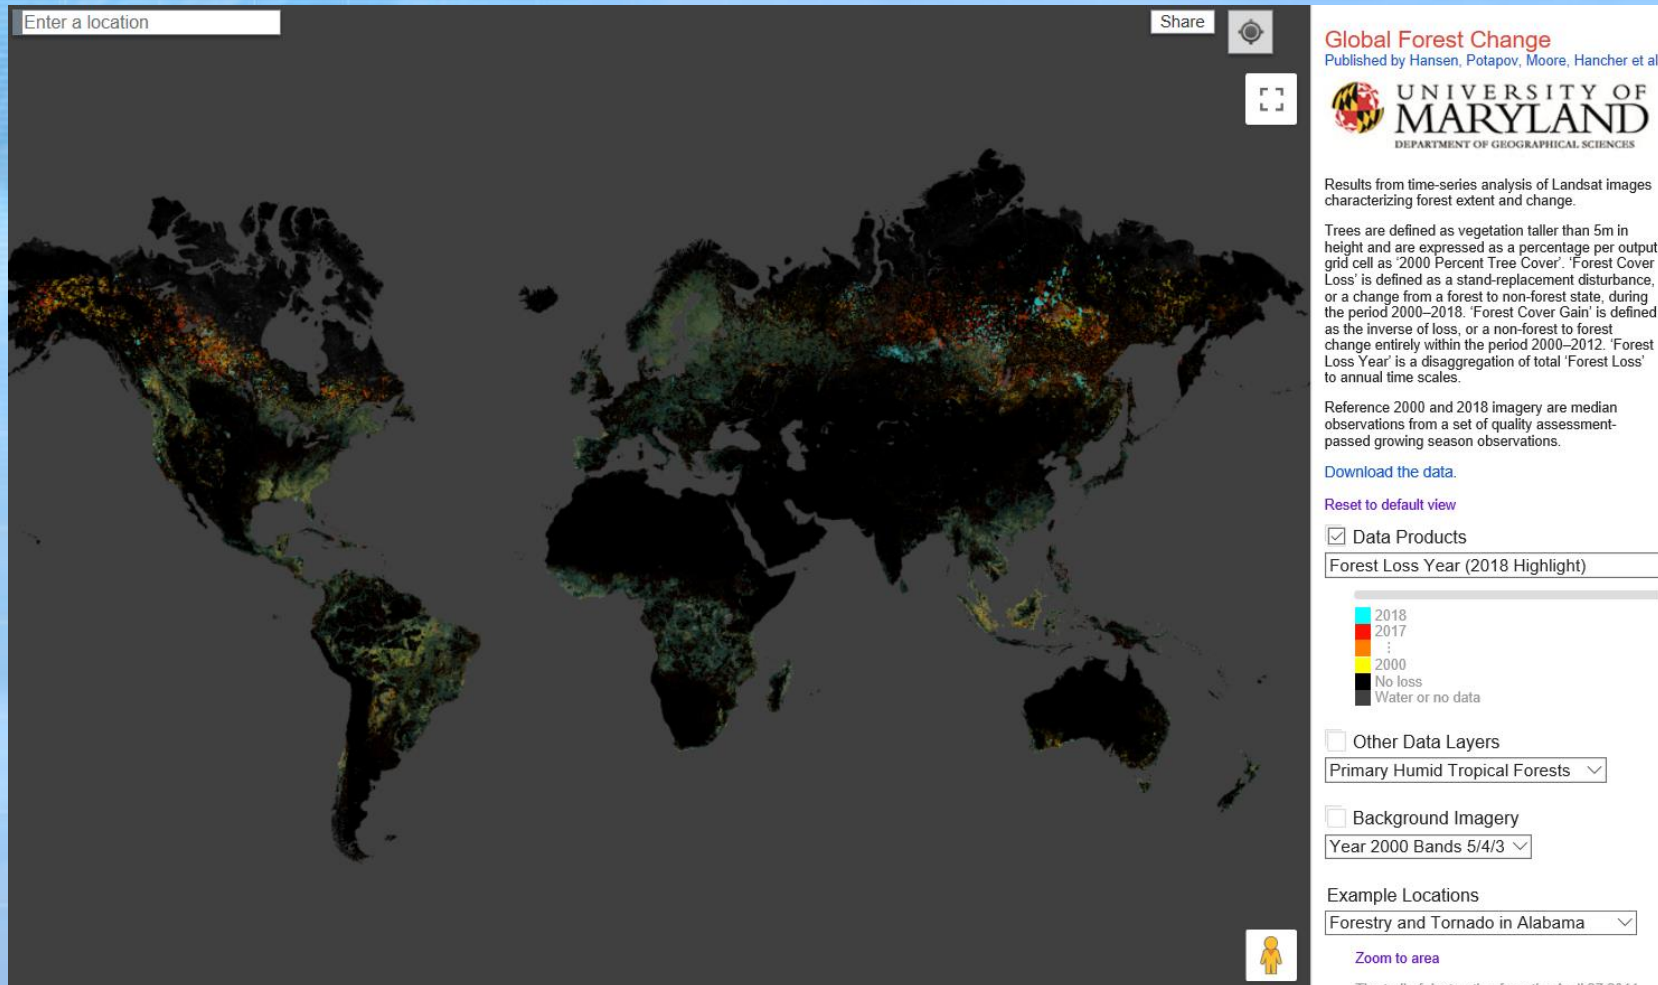 Enter a location
Share
Global Forest Change
Published by Hansen, Potapov, Moore, Hancher et al
UNIVERSITY OF
MARYLAND
DEPARTMENT OF GEOGRAPHICAL SCIENCES
Results from time-series analysis of Landsat images
characterizing forest extent and change.
Trees are defined as vegetation taller than 5m in
height and are expressed as a percentage per output
grid cell as ‘2000 Percent Tree Cover’. ‘Forest Cover
Loss’ is defined as a stand-replacement disturbance,
or a change from a forest to non-forest state, during
the period 2000–2018. ‘Forest Cover Gain’ is defined
as the inverse of loss, or a non-forest to forest
change entirely within the period 2000–2012. ‘Forest
Loss Year’ is a disaggregation of total ‘Forest Loss’
to annual time scales.
Reference 2000 and 2018 imagery are median
observations from a set of quality assessment-
passed growing season observations.
Download the data.
Reset to default view
Data Products
Forest Loss Year (2018 Highlight)
2018
2017
⋮
2000
No loss
Water or no data
Other Data Layers
Primary Humid Tropical Forests
Background Imagery
Year 2000 Bands 5/4/3
Example Locations
Forestry and Tornado in Alabama
Zoom to area